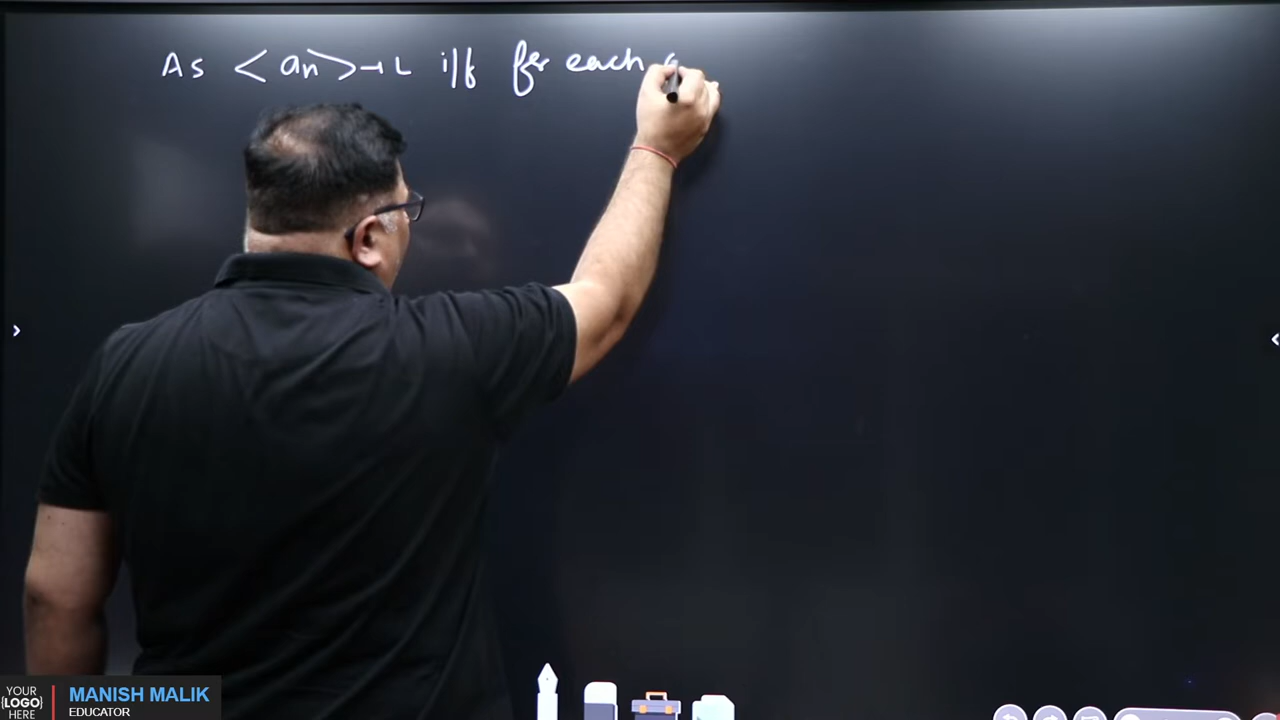 As <an> → L iff for each
YOUR
{LOGO}
HERE
MANISH MALIK
EDUCATOR